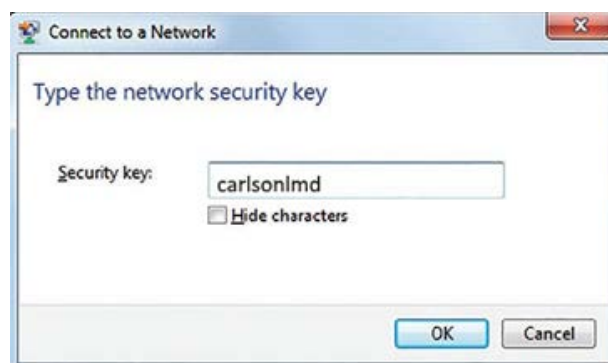 Connect to a Network
Type the network security key
Security key:
carlsonlmd
Hide characters
OK
Cancel